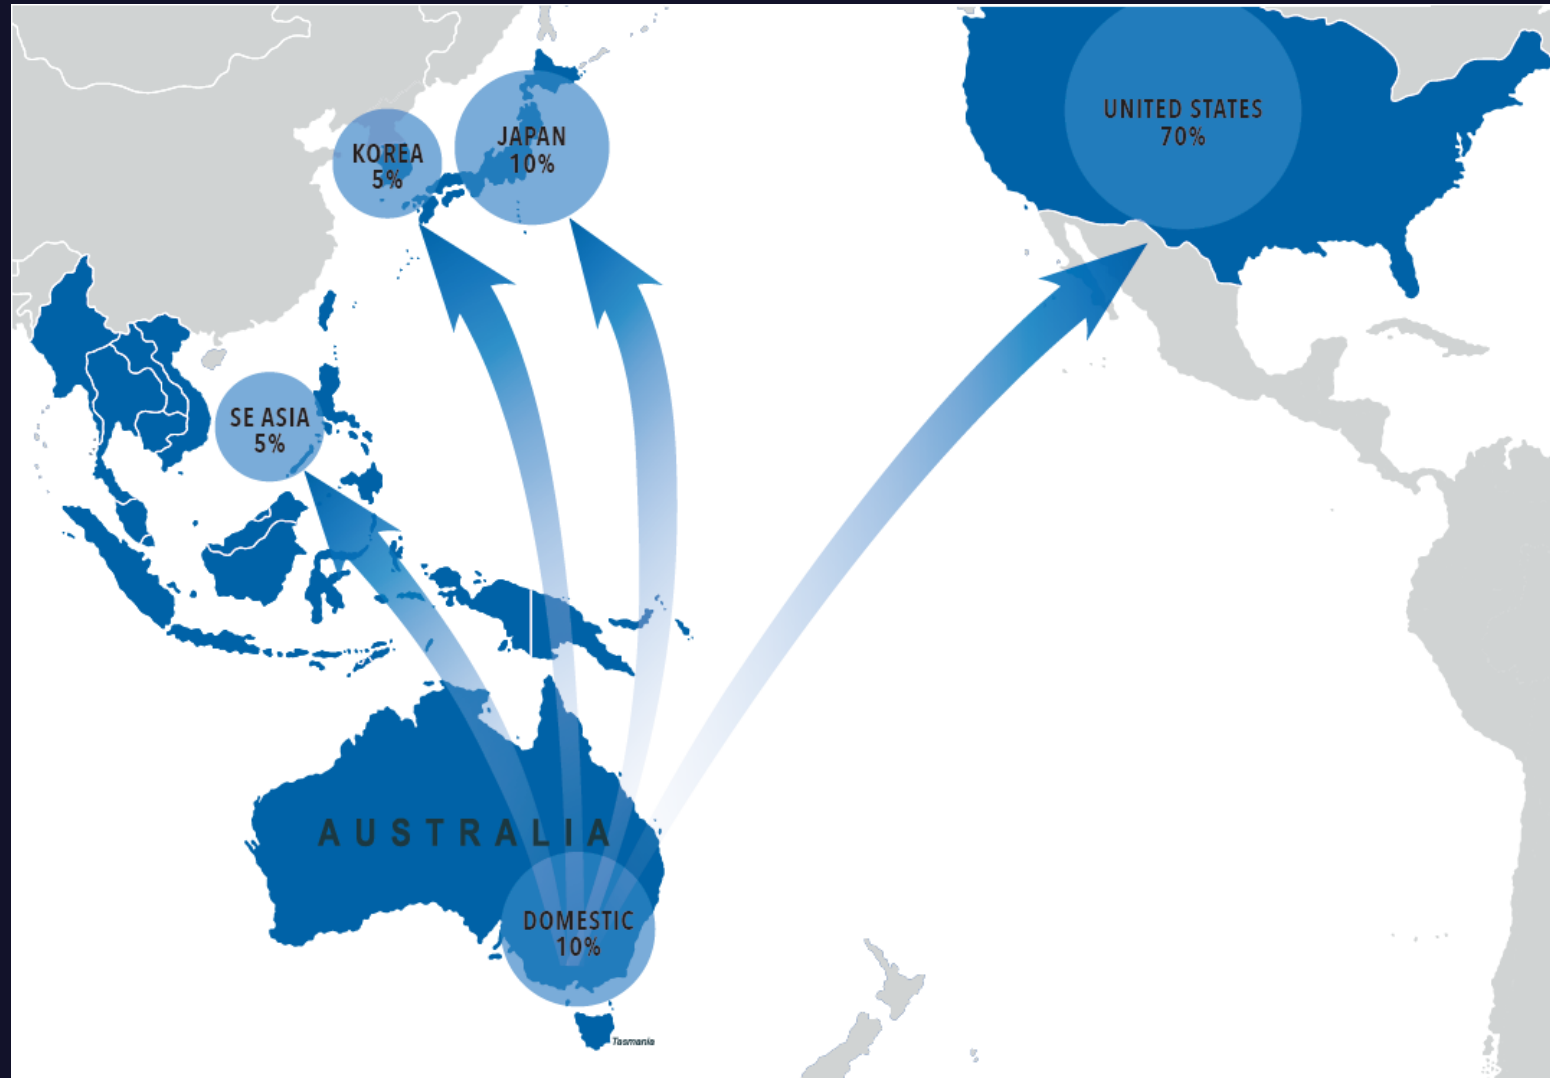 UNITED STATES
70%
JAPAN
10%
KOREA
5%
SE ASIA
5%
AUSTRALIA
DOMESTIC
10%
Tasmania